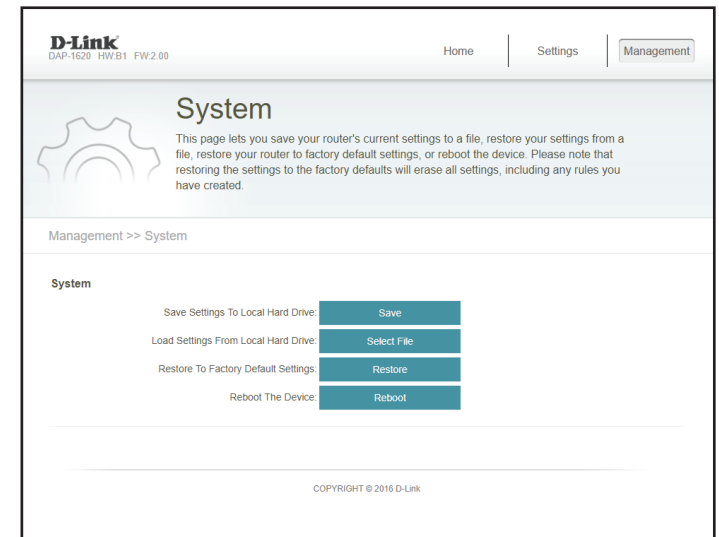 D-Link
DAP-1620 HW:B1 FW:2.00
Home
Settings
Management
System
This page lets you save your router's current settings to a file, restore your settings from a
file, restore your router to factory default settings, or reboot the device. Please note that
restoring the settings to the factory defaults will erase all settings, including any rules you
have created.
Management >> System
System
Save Settings To Local Hard Drive: Save
Load Settings From Local Hard Drive: Select File
Restore To Factory Default Settings: Restore
Reboot The Device: Reboot
COPYRIGHT © 2016 D-Link